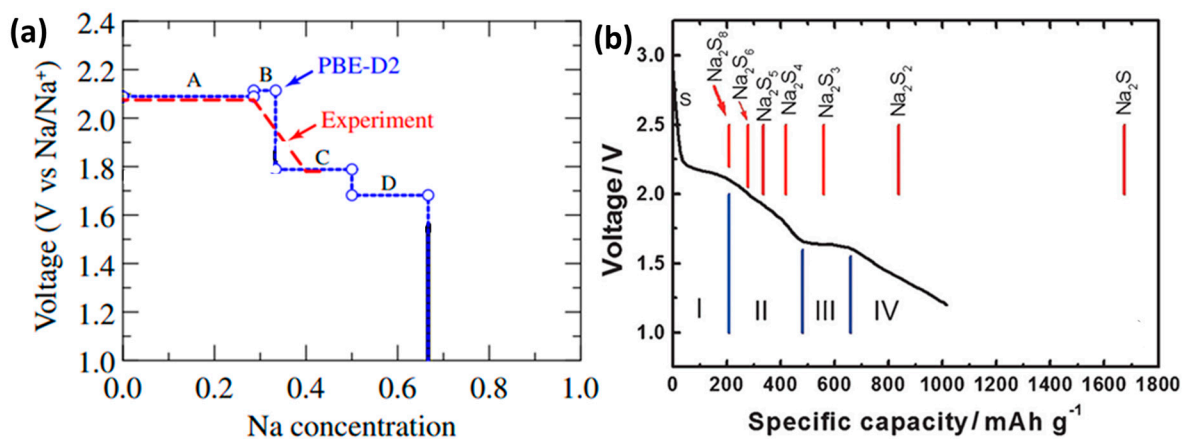 (a)
Voltage (V vs Na/Na⁺)
2.4
2.2
2.0
1.8
1.6
1.4
1.2
1.0
A
B
PBE-D2
Experiment
C
D
0.0 0.2 0.4 0.6 0.8 1.0
Na concentration
(b)
Voltage/V
3.0
2.5
2.0
1.5
1.0
S
Na₂S₈
Na₂S₆
Na₂S₅
Na₂S₄
Na₂S₃
Na₂S₂
Na₂S
I II III IV
0 200 400 600 800 1000 1200 1400 1600 1800
Specific capacity/mAh g⁻¹